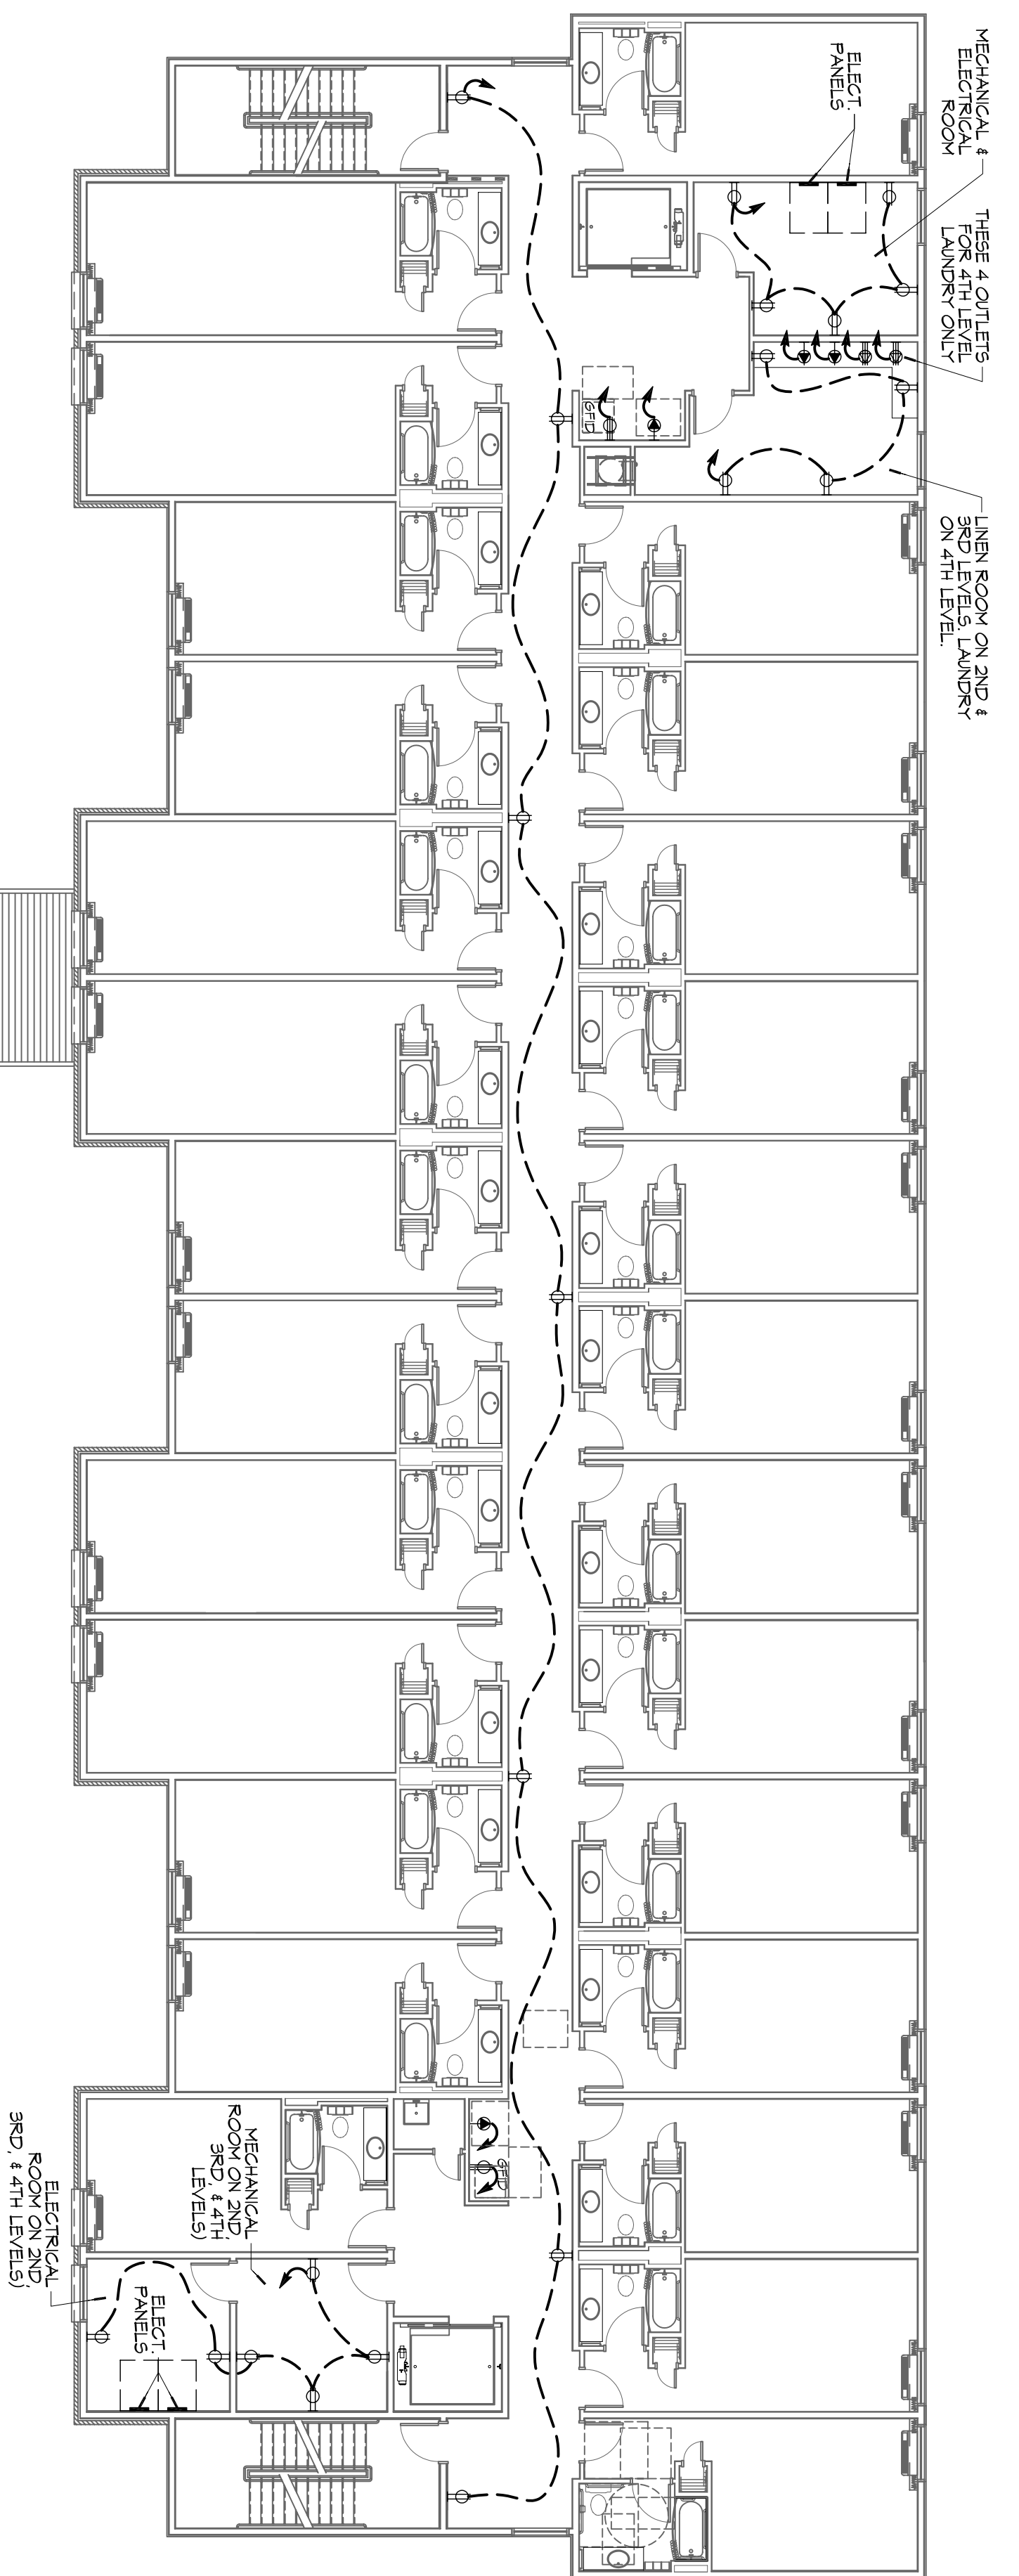 MECHANICAL &
ELECTRICAL
ROOM
THESE 4 OUTLETS
FOR 4TH LEVEL
LAUNDRY ONLY
ELECT.
PANELS
LINEN ROOM ON 2ND &
3RD LEVELS. LAUNDRY
ON 4TH LEVEL.
GFID
GFID
MECHANICAL
ROOM ON 2ND,
3RD, & 4TH
LEVELS)
ELECT.
PANELS
ELECTRICAL
ROOM ON 2ND,
3RD, & 4TH LEVELS)